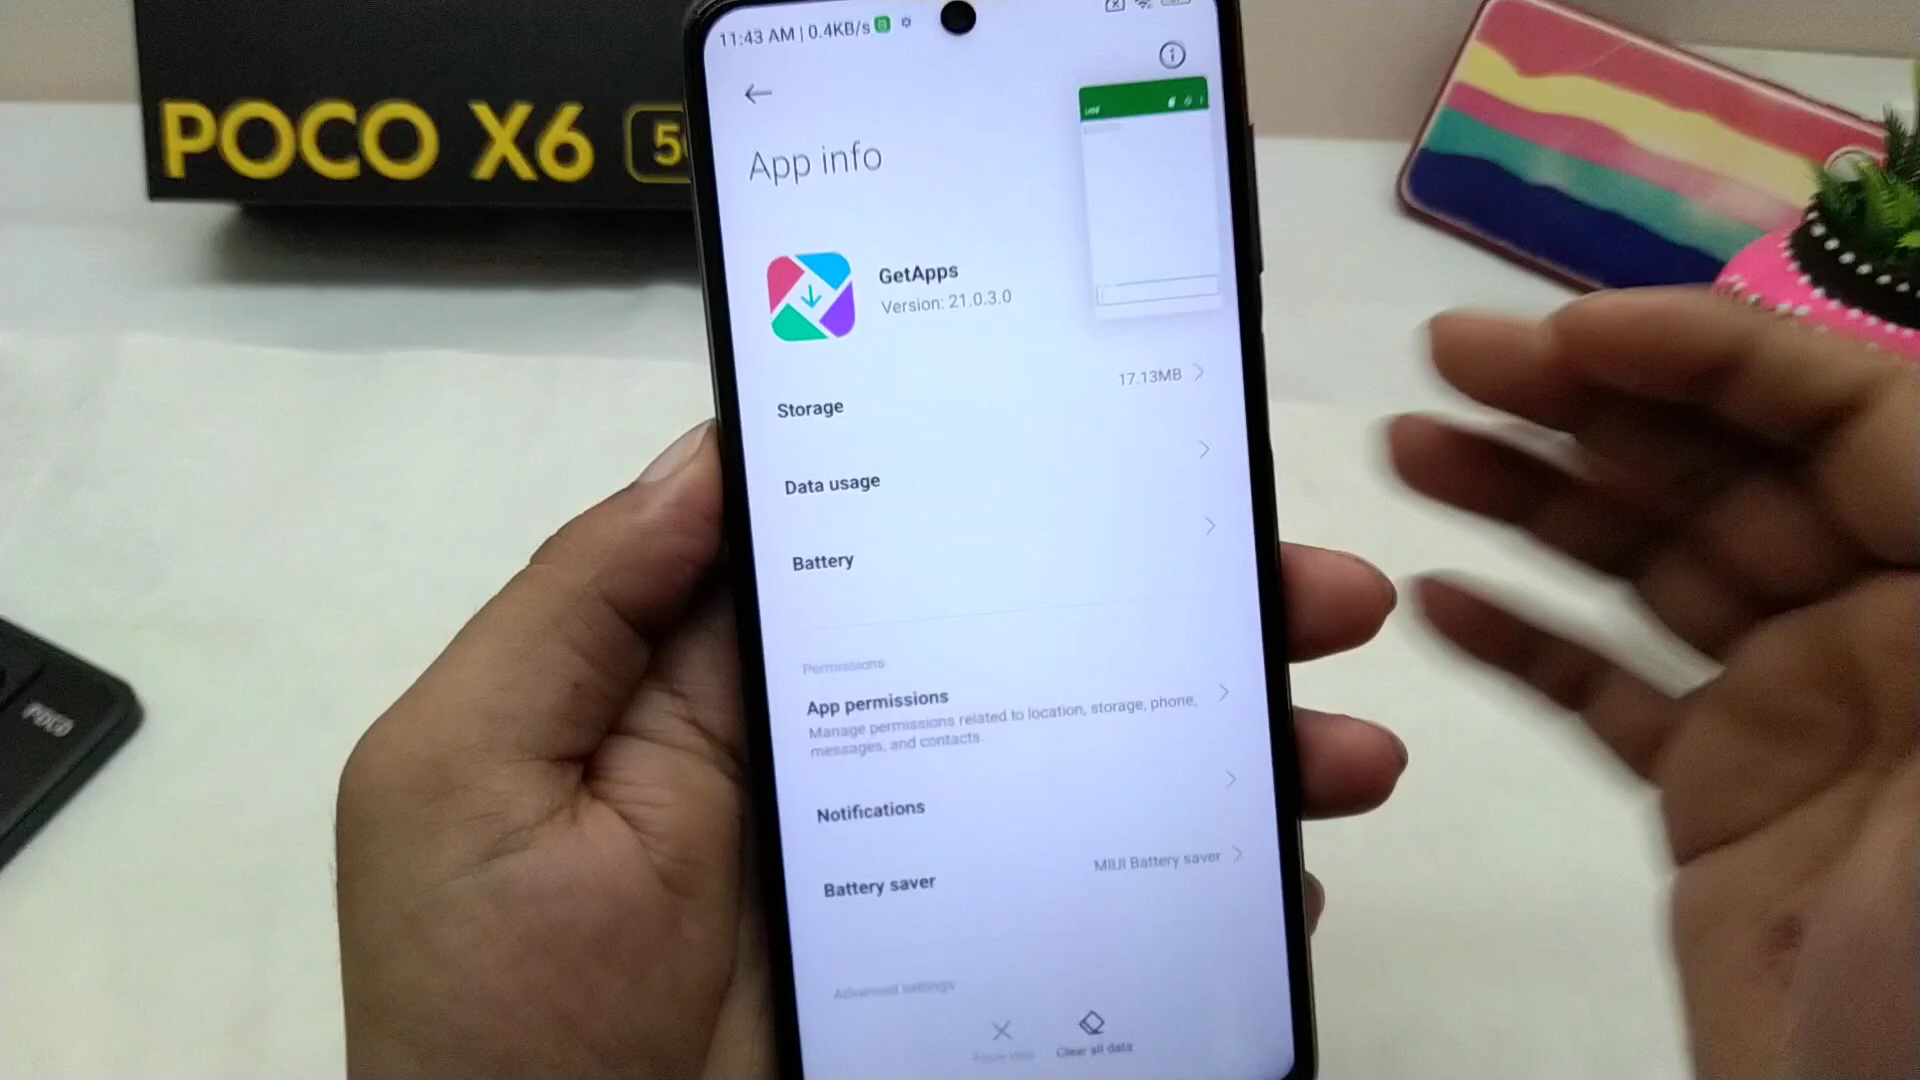 11:43 AM | 0.4KB/s
POCO X6 5
App info
GetApps
Version: 21.0.3.0
Storage 17.13MB
Data usage
Battery
Permissions
App permissions
Manage permissions related to location, storage, phone,
messages, and contacts.
Notifications
Battery saver MIUI Battery saver
Advanced settings
Clear all data
POCO